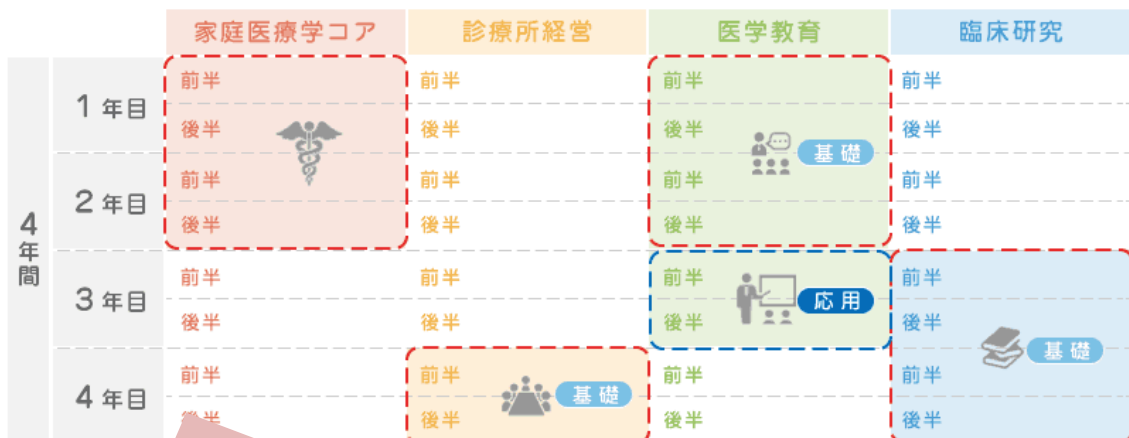 家庭医療学コア 診療所経営 医学教育 臨床研究
4年間
1年目
前半 前半 前半 前半
後半 後半 後半 後半
基礎
2年目
前半 前半 前半 前半
後半 後半 後半 後半
3年目
前半 前半 前半 前半
応用
後半 後半 後半 後半
基礎
4年目
前半 前半 前半 前半
基礎
後半 後半 後半